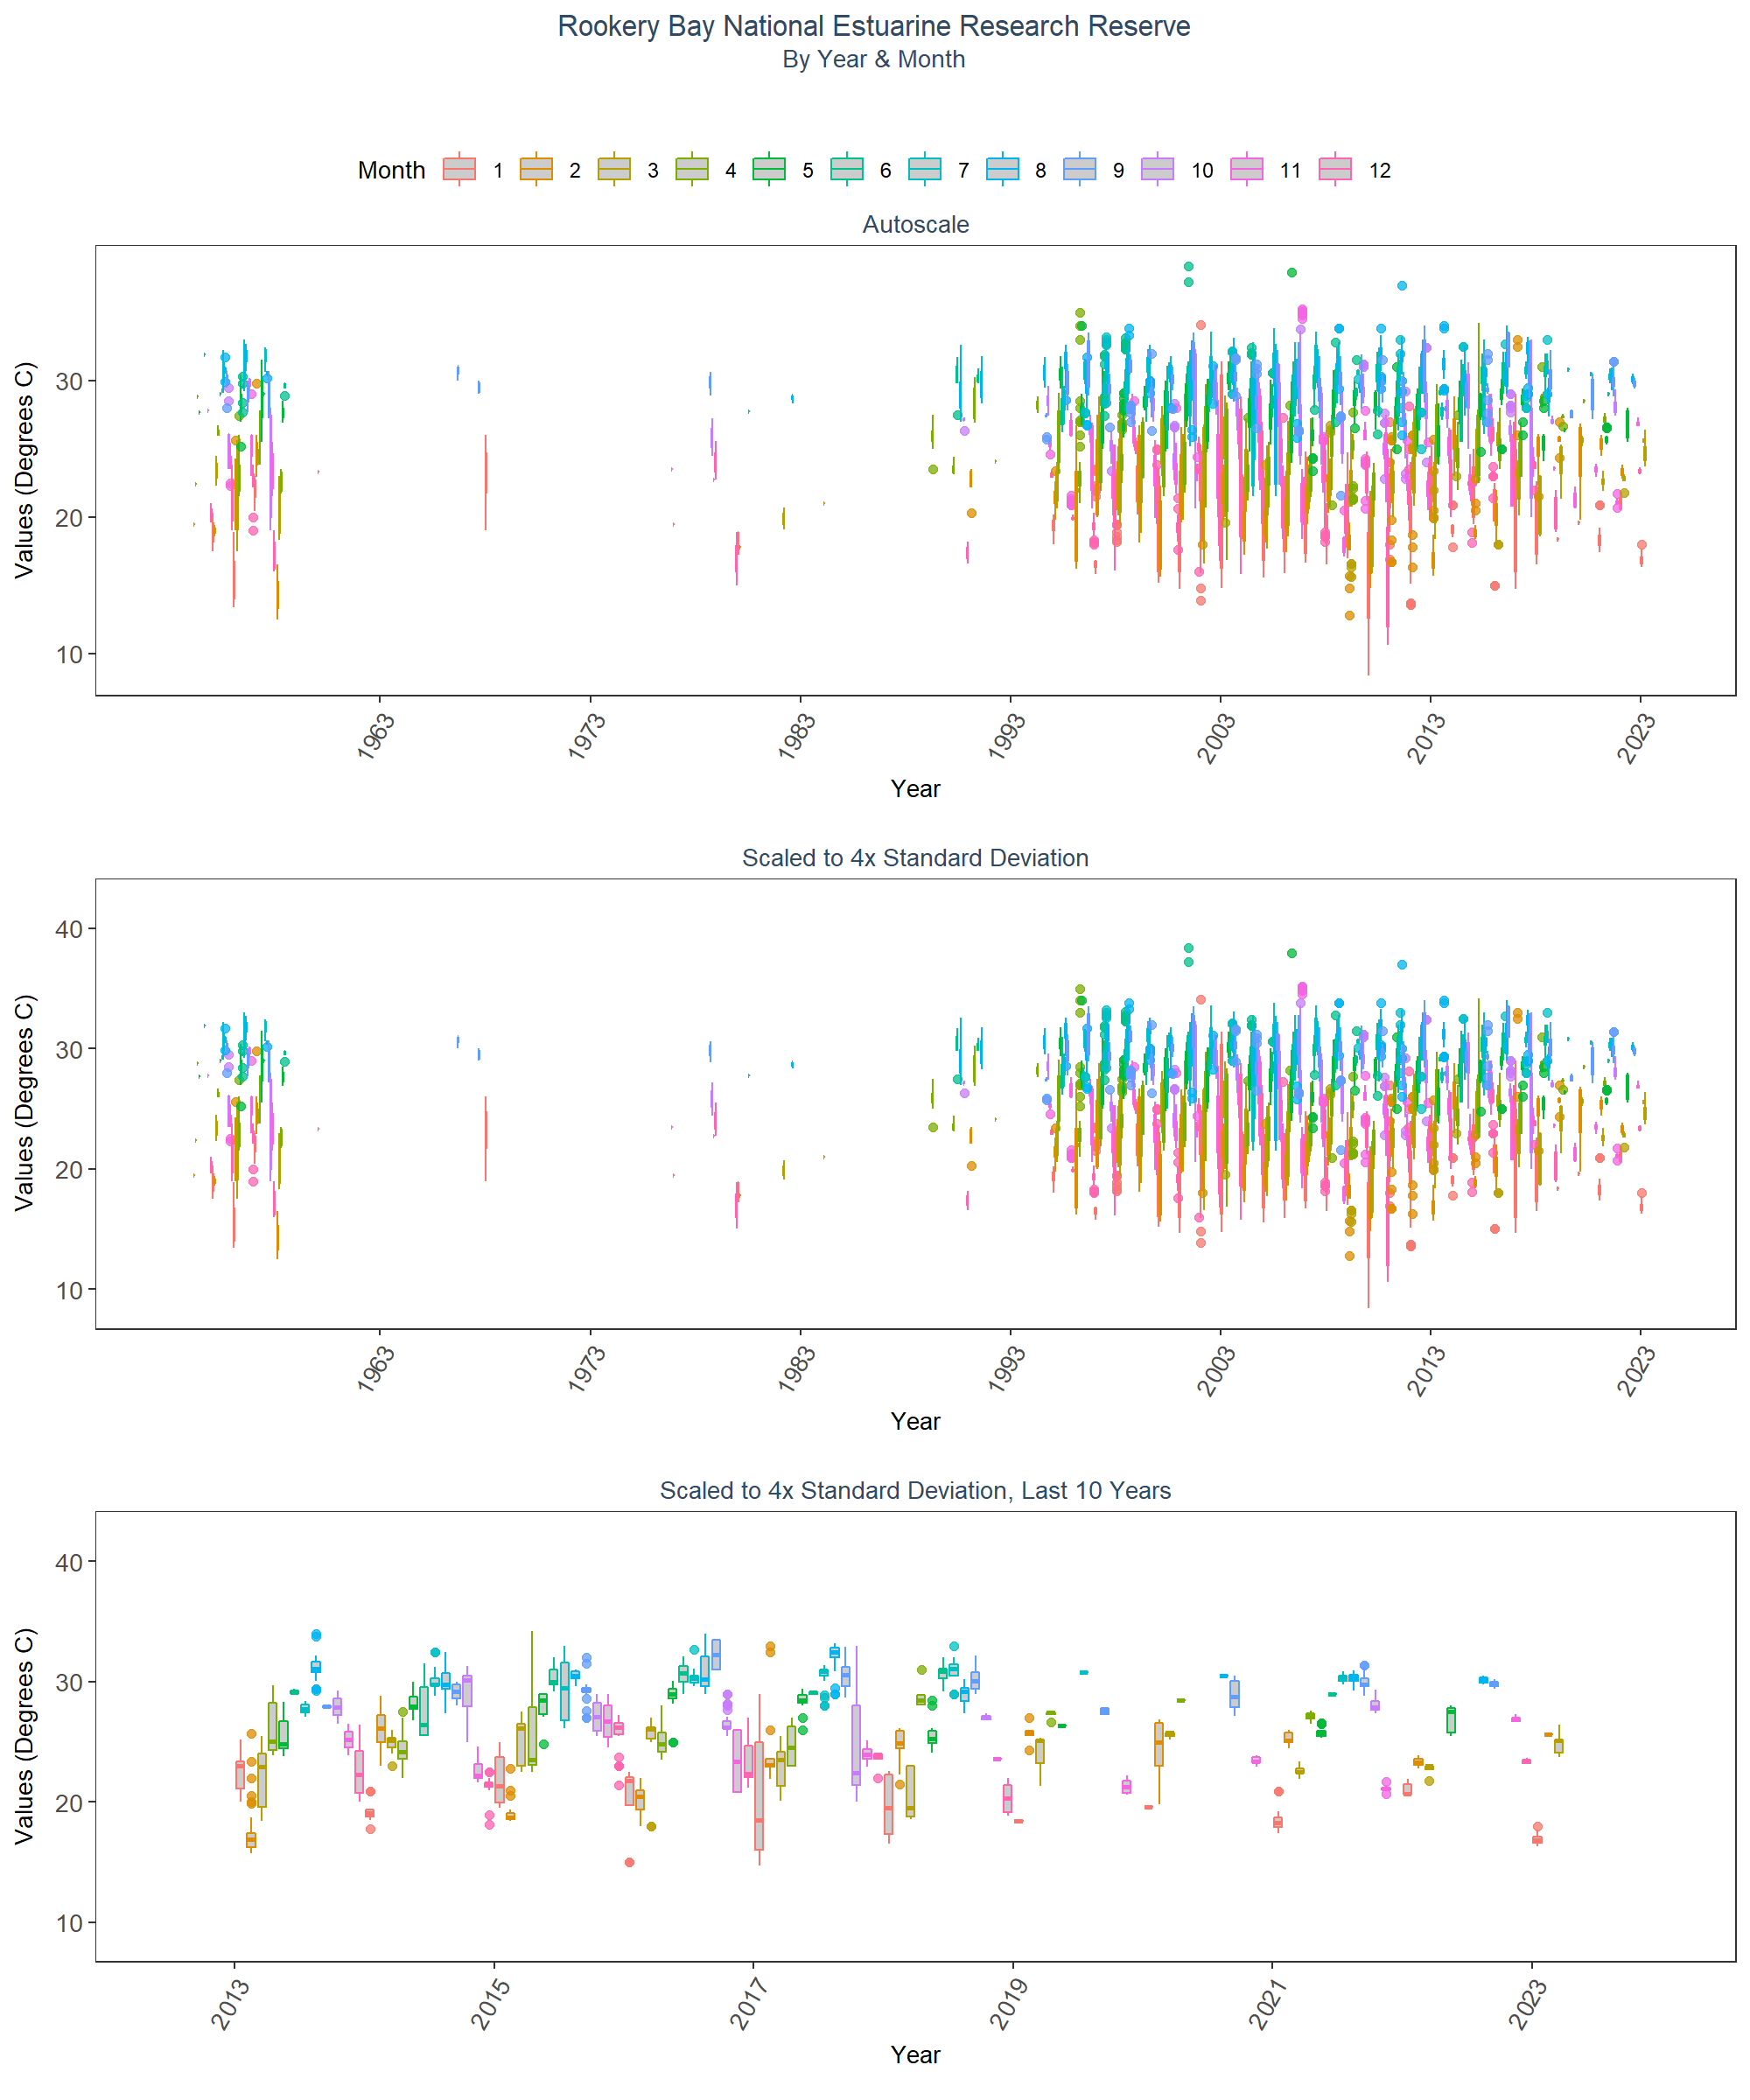 Rookery Bay National Estuarine Research Reserve
By Year & Month
Month 1 2 3 4 5 6 7 8 9 10 11 12
Autoscale
Values (Degrees C)
30
20
10
1963 1973 1983 1993 2003 2013 2023
Year
Scaled to 4x Standard Deviation
Values (Degrees C)
40
30
20
10
1963 1973 1983 1993 2003 2013 2023
Year
Scaled to 4x Standard Deviation, Last 10 Years
Values (Degrees C)
40
30
20
10
2013 2015 2017 2019 2021 2023
Year